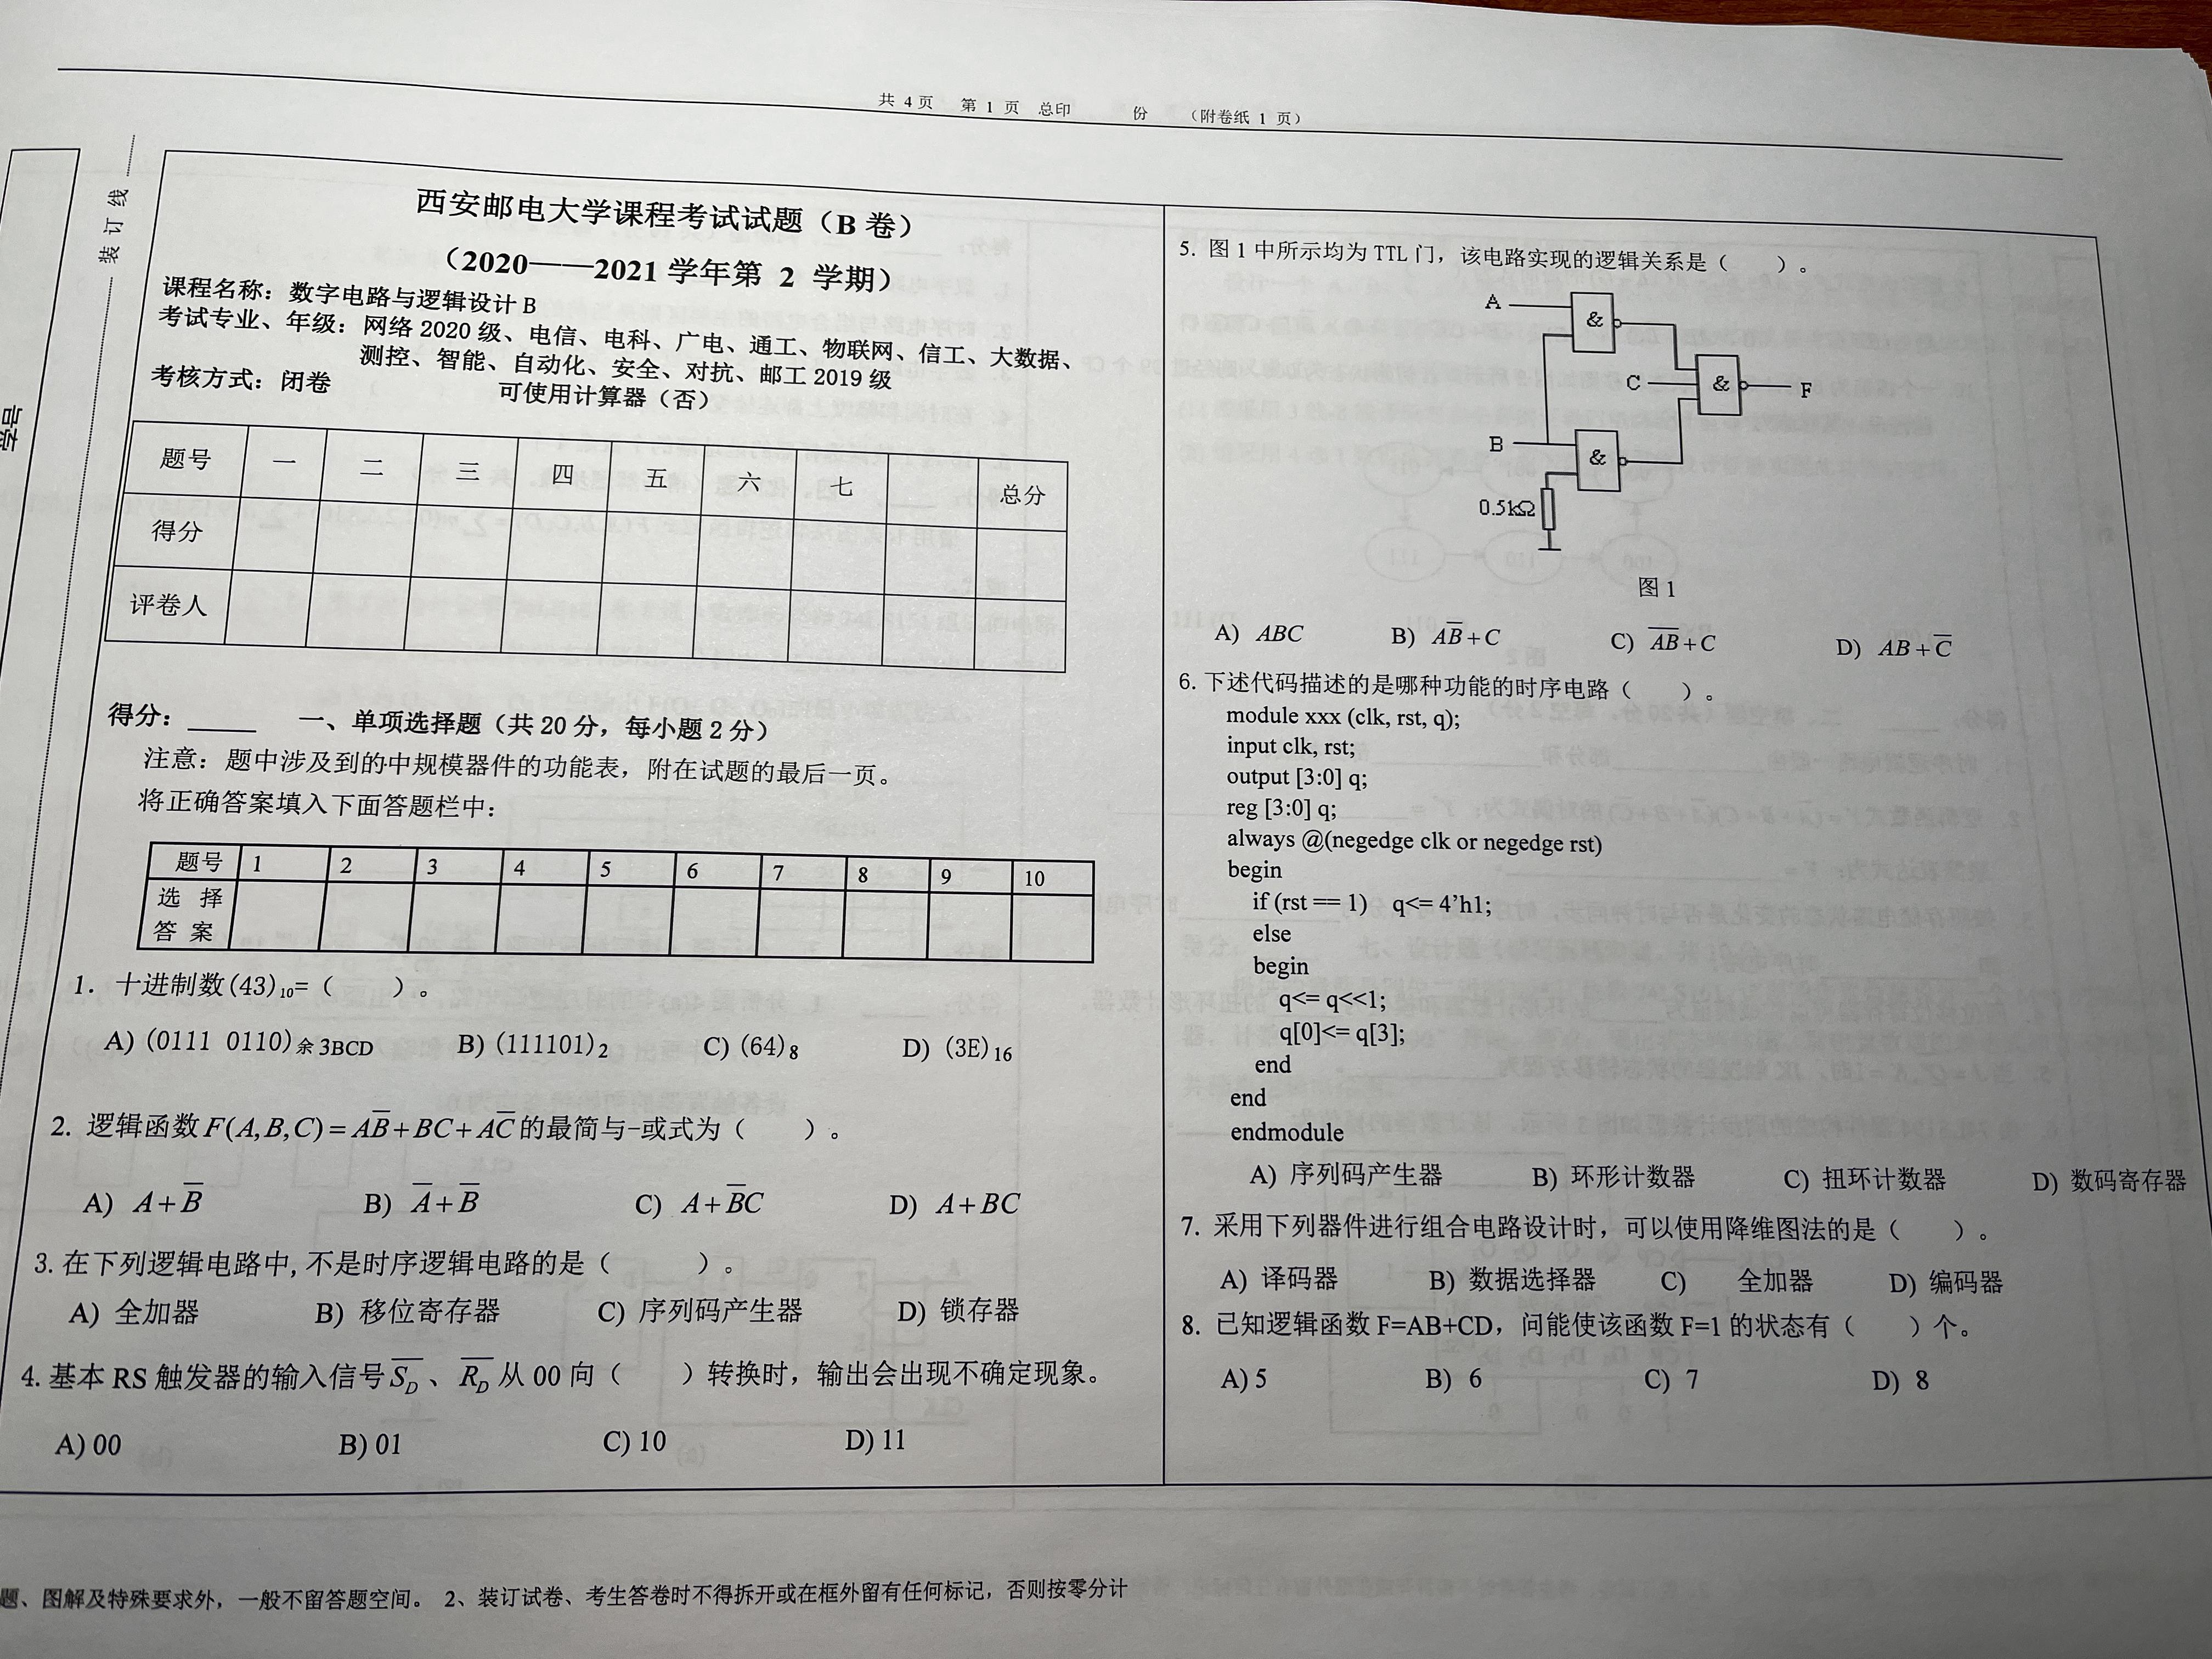 共 4 页 第 1 页 总印 份 （附卷纸 1 页）
装 订 线
西安邮电大学课程考试试题（B 卷）
（2020——2021 学年第 2 学期）
课程名称：数字电路与逻辑设计 B
考试专业、年级：网络 2020 级、电信、电科、广电、通工、物联网、信工、大数据、
测控、智能、自动化、安全、对抗、邮工 2019 级
考核方式：闭卷 可使用计算器（否）
题号 一 二 三 四 五 六 七 总分
得分
评卷人
得分：_____ 一、单项选择题（共 20 分，每小题 2 分）
注意：题中涉及到的中规模器件的功能表，附在试题的最后一页。
将正确答案填入下面答题栏中：
题号 1 2 3 4 5 6 7 8 9 10
选 择
答 案
1. 十进制数(43)₁₀=（ ）。
A) (0111 0110)余 3BCD B) (111101)₂ C) (64)₈ D) (3E)₁₆
2. 逻辑函数 F(A,B,C) = AB̅ + BC + AC̅ 的最简与-或式为（ ）。
A) A + B̅ B) A̅ + B̅ C) A + B̅C D) A + BC
3. 在下列逻辑电路中, 不是时序逻辑电路的是（ ）。
A) 全加器 B) 移位寄存器 C) 序列码产生器 D) 锁存器
4. 基本 RS 触发器的输入信号 S̅_D̅、R̅_D̅ 从 00 向（ ）转换时，输出会出现不确定现象。
A) 00 B) 01 C) 10 D) 11
5. 图 1 中所示均为 TTL 门，该电路实现的逻辑关系是（ ）。
A
&
C
&
F
B
&
0.5kΩ
图 1
A) ABC B) AB̅ + C C) A̅B̅ + C D) AB + C̅
6. 下述代码描述的是哪种功能的时序电路（ ）。
module xxx (clk, rst, q);
input clk, rst;
output [3:0] q;
reg [3:0] q;
always @(negedge clk or negedge rst)
begin
if (rst == 1) q<= 4’h1;
else
begin
q<= q<<1;
q[0]<= q[3];
end
end
endmodule
A) 序列码产生器 B) 环形计数器 C) 扭环计数器 D) 数码寄存器
7. 采用下列器件进行组合电路设计时，可以使用降维图法的是（ ）。
A) 译码器 B) 数据选择器 C) 全加器 D) 编码器
8. 已知逻辑函数 F=AB+CD，问能使该函数 F=1 的状态有（ ）个。
A) 5 B) 6 C) 7 D) 8
题、图解及特殊要求外，一般不留答题空间。 2、装订试卷、考生答卷时不得拆开或在框外留有任何标记，否则按零分计